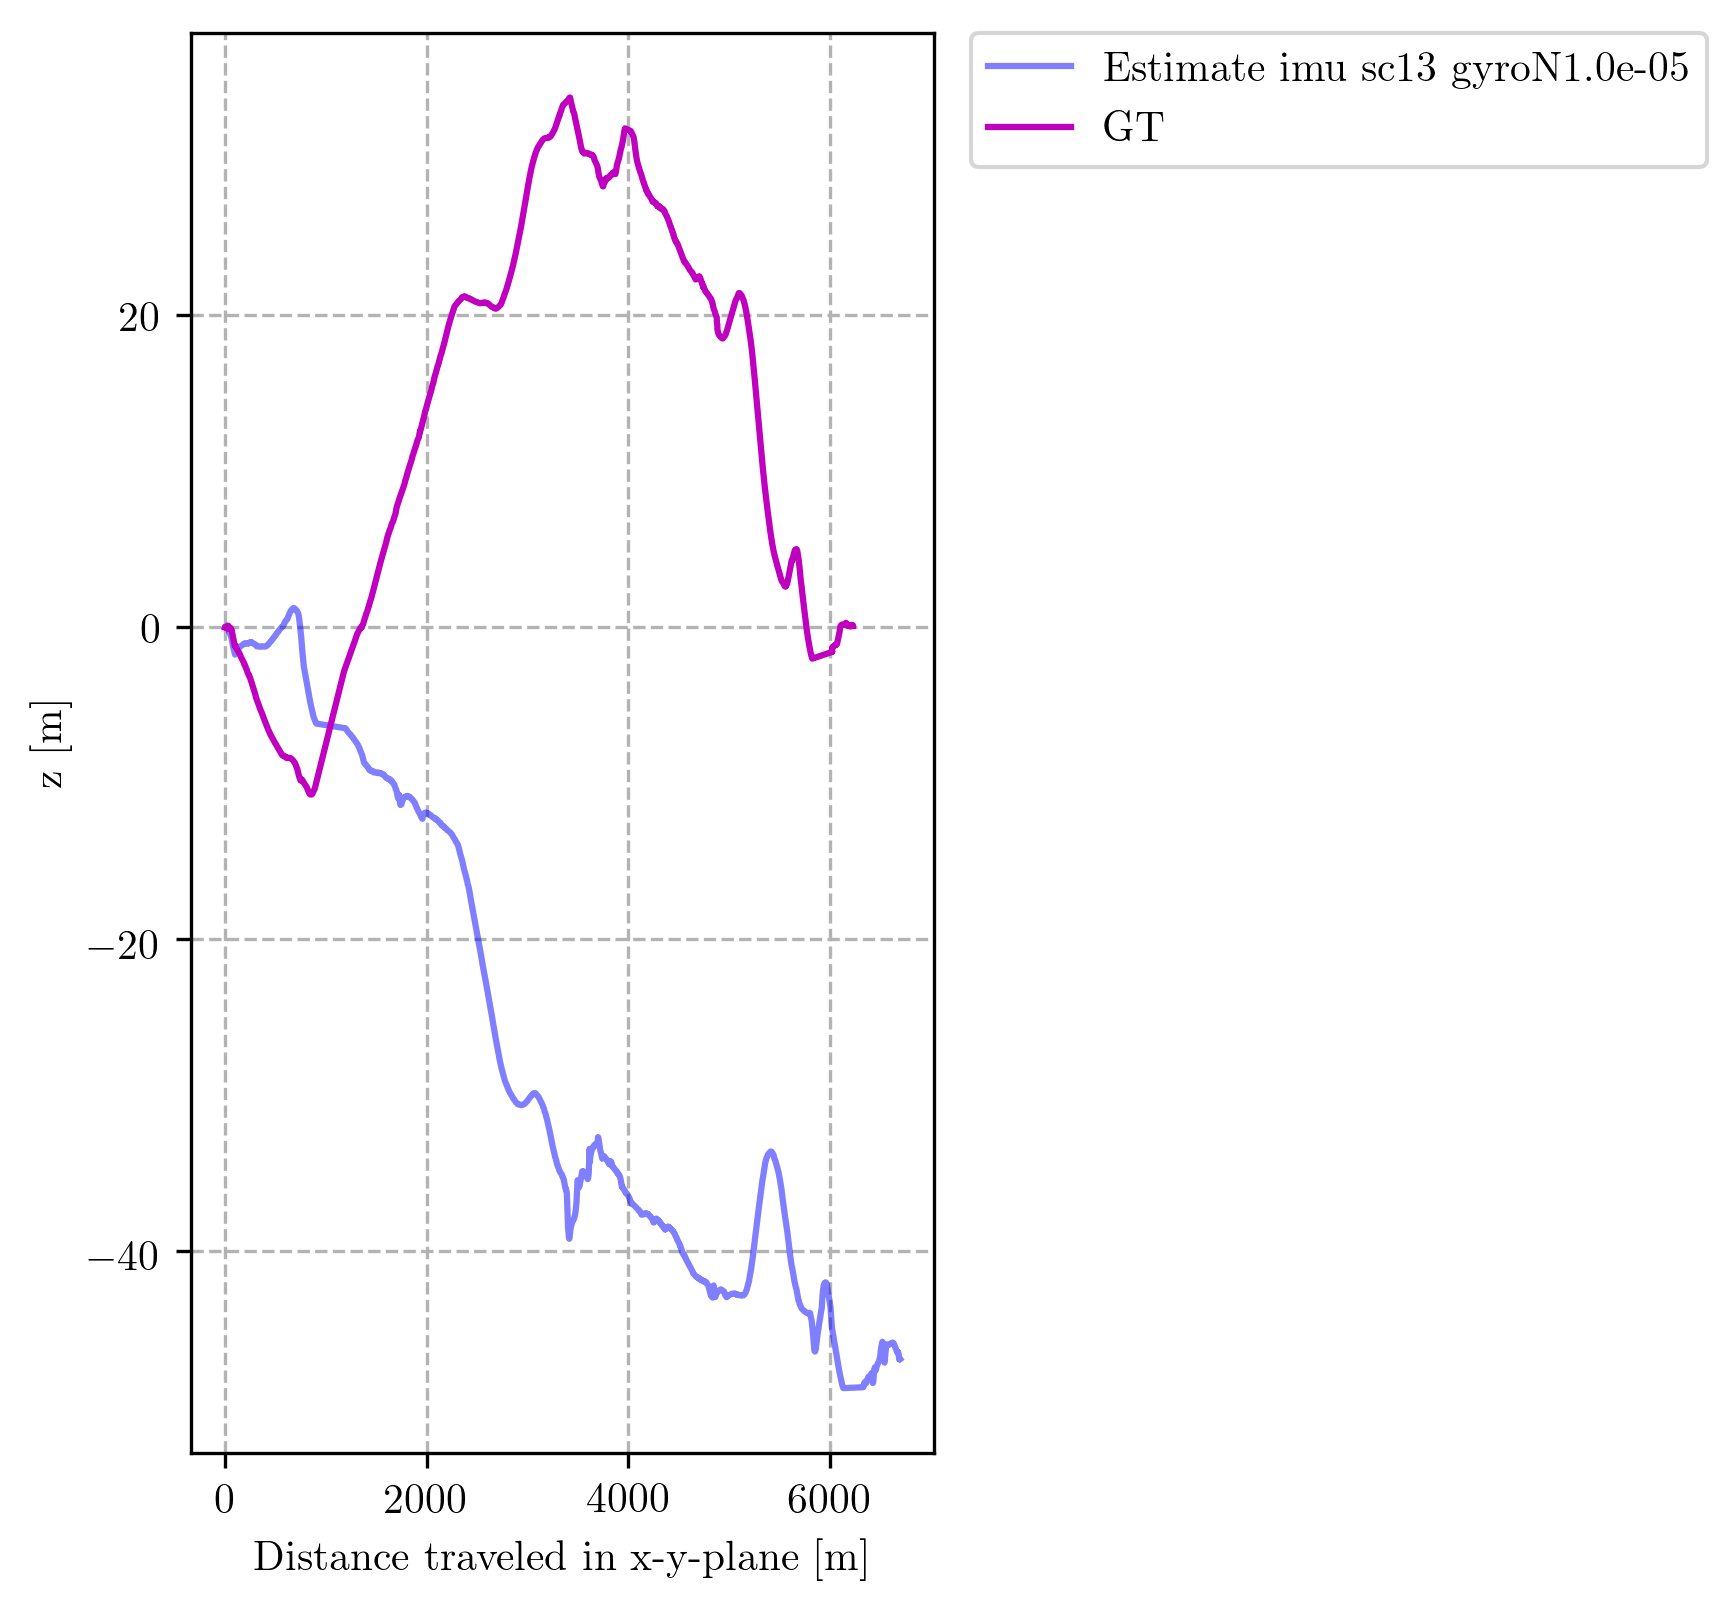 Estimate imu sc13 gyroN1.0e-05
GT
20
0
−20
−40
z [m]
0 2000 4000 6000
Distance traveled in x-y-plane [m]